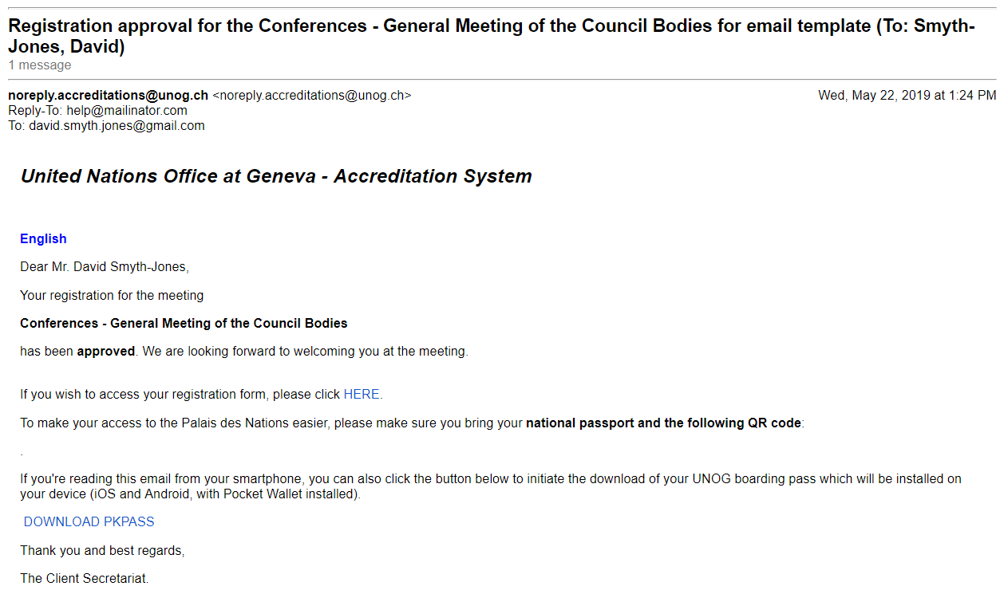 Registration approval for the Conferences - General Meeting of the Council Bodies for email template (To: Smyth-
Jones, David)
1 message
noreply.accreditations@unog.ch <noreply.accreditations@unog.ch> Wed, May 22, 2019 at 1:24 PM
Reply-To: help@mailinator.com
To: david.smyth.jones@gmail.com
United Nations Office at Geneva - Accreditation System
English
Dear Mr. David Smyth-Jones,
Your registration for the meeting
Conferences - General Meeting of the Council Bodies
has been approved. We are looking forward to welcoming you at the meeting.
If you wish to access your registration form, please click HERE.
To make your access to the Palais des Nations easier, please make sure you bring your national passport and the following QR code:
.
If you're reading this email from your smartphone, you can also click the button below to initiate the download of your UNOG boarding pass which will be installed on
your device (iOS and Android, with Pocket Wallet installed).
DOWNLOAD PKPASS
Thank you and best regards,
The Client Secretariat.